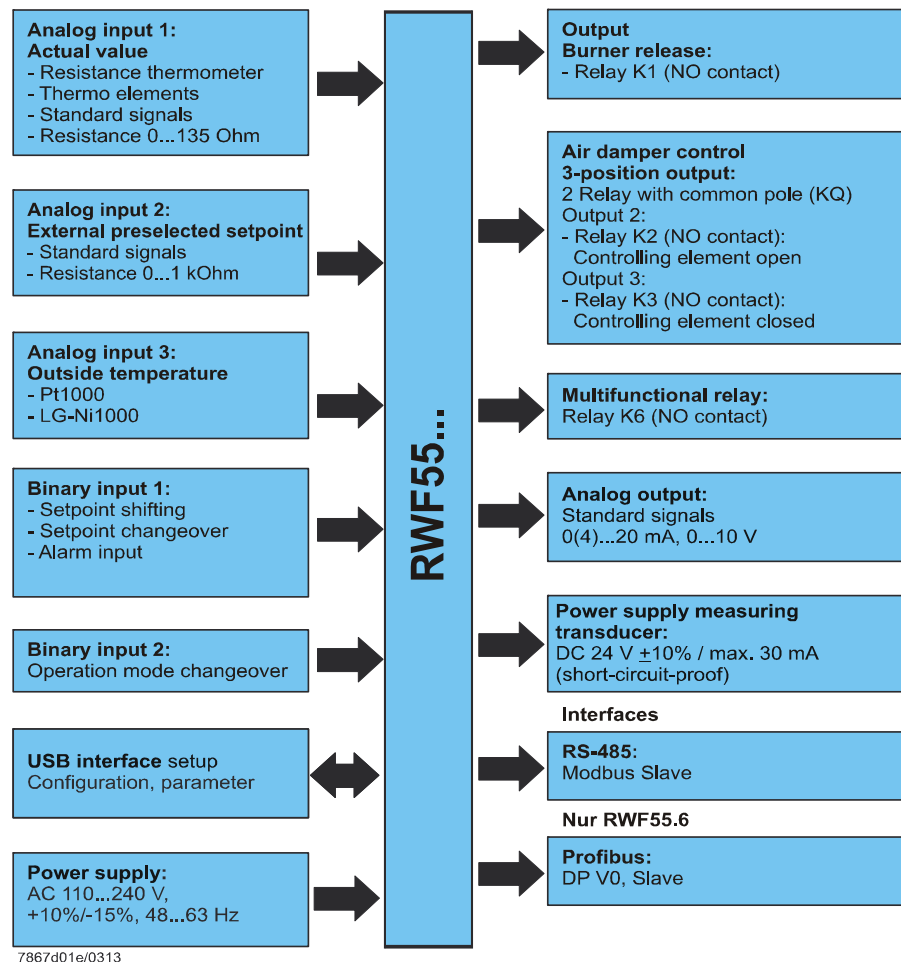 Analog input 1:
Actual value
- Resistance thermometer
- Thermo elements
- Standard signals
- Resistance 0...135 Ohm
Analog input 2:
External preselected setpoint
- Standard signals
- Resistance 0...1 kOhm
Analog input 3:
Outside temperature
- Pt1000
- LG-Ni1000
Binary input 1:
- Setpoint shifting
- Setpoint changeover
- Alarm input
Binary input 2:
Operation mode changeover
USB interface setup
Configuration, parameter
Power supply:
AC 110...240 V,
+10%/-15%, 48...63 Hz
RWF55...
Output
Burner release:
- Relay K1 (NO contact)
Air damper control
3-position output:
2 Relay with common pole (KQ)
Output 2:
- Relay K2 (NO contact):
Controlling element open
Output 3:
- Relay K3 (NO contact):
Controlling element closed
Multifunctional relay:
Relay K6 (NO contact)
Analog output:
Standard signals
0(4)...20 mA, 0...10 V
Power supply measuring
transducer:
DC 24 V ±10% / max. 30 mA
(short-circuit-proof)
Interfaces
RS-485:
Modbus Slave
Nur RWF55.6
Profibus:
DP V0, Slave
7867d01e/0313